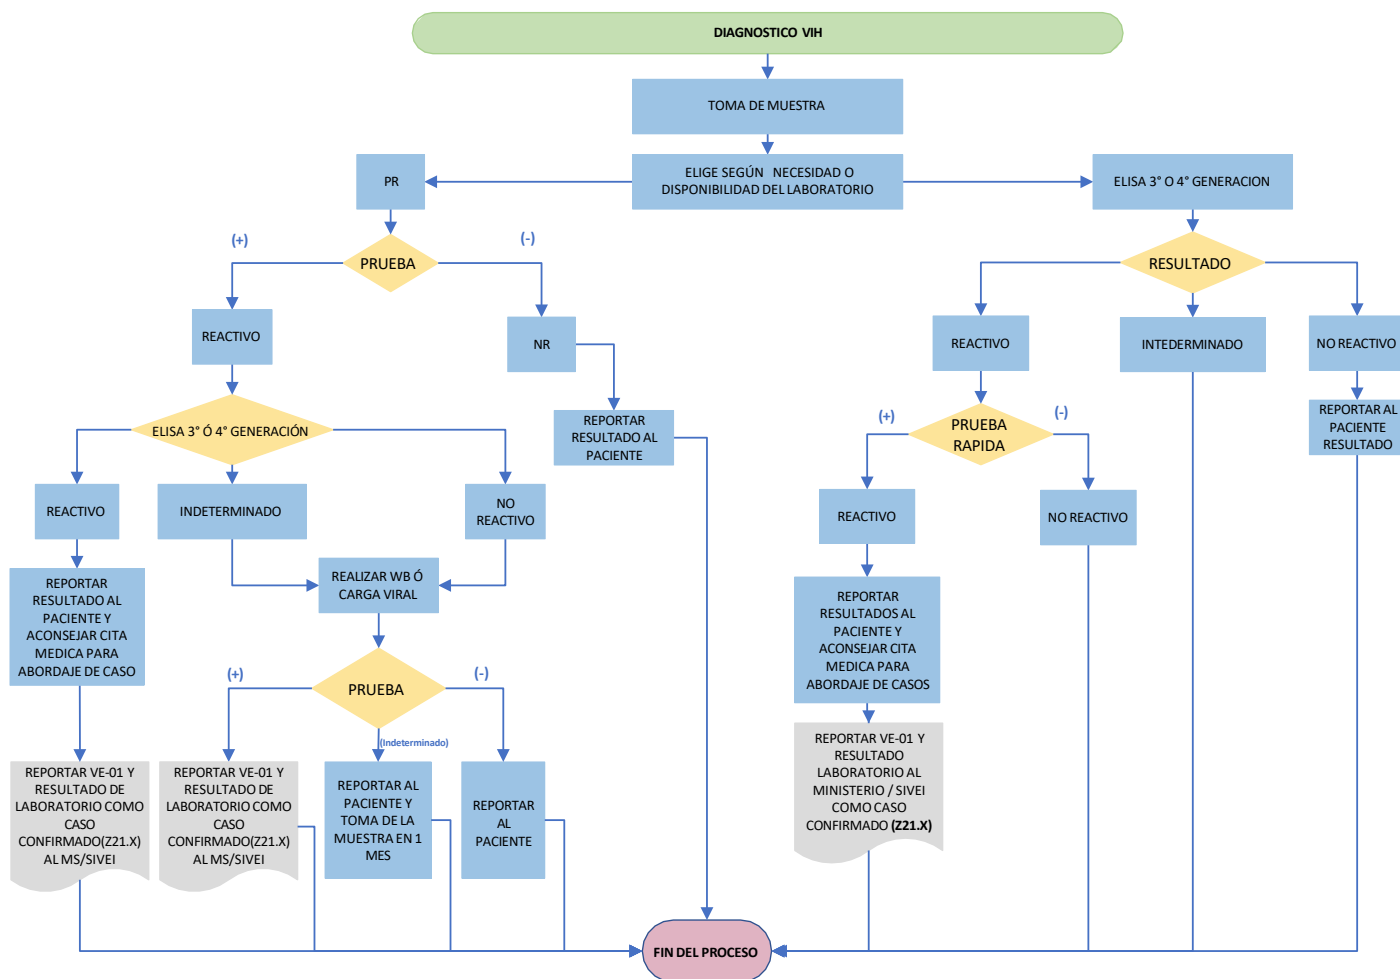 DIAGNOSTICO VIH
TOMA DE MUESTRA
PR
ELIGE SEGÚN NECESIDAD O
DISPONIBILIDAD DEL LABORATORIO
ELISA 3° O 4° GENERACION
(+)
(-)
PRUEBA
RESULTADO
REACTIVO
NR
REACTIVO
INTEDERMINADO
NO REACTIVO
REPORTAR
RESULTADO AL
PACIENTE
REPORTAR AL
PACIENTE
RESULTADO
ELISA 3° Ó 4° GENERACIÓN
(+)
(-)
PRUEBA
RAPIDA
REACTIVO
INDETERMINADO
NO
REACTIVO
REACTIVO
NO REACTIVO
REPORTAR
RESULTADO AL
PACIENTE Y
ACONSEJAR CITA
MEDICA PARA
ABORDAJE DE CASO
REALIZAR WB Ó
CARGA VIRAL
REPORTAR
RESULTADOS AL
PACIENTE Y
ACONSEJAR CITA
MEDICA PARA
ABORDAJE DE CASOS
(+)
(-)
PRUEBA
(Indeterminado)
REPORTAR VE-01 Y
RESULTADO DE
LABORATORIO COMO
CASO
CONFIRMADO(Z21.X)
AL MS/SIVEI
REPORTAR VE-01 Y
RESULTADO DE
LABORATORIO COMO
CASO
CONFIRMADO(Z21.X)
AL MS/SIVEI
REPORTAR AL
PACIENTE Y
TOMA DE LA
MUESTRA EN 1
MES
REPORTAR
AL
PACIENTE
REPORTAR VE-01 Y
RESULTADO
LABORATORIO AL
MINISTERIO / SIVEI
COMO CASO
CONFIRMADO (Z21.X)
FIN DEL PROCESO